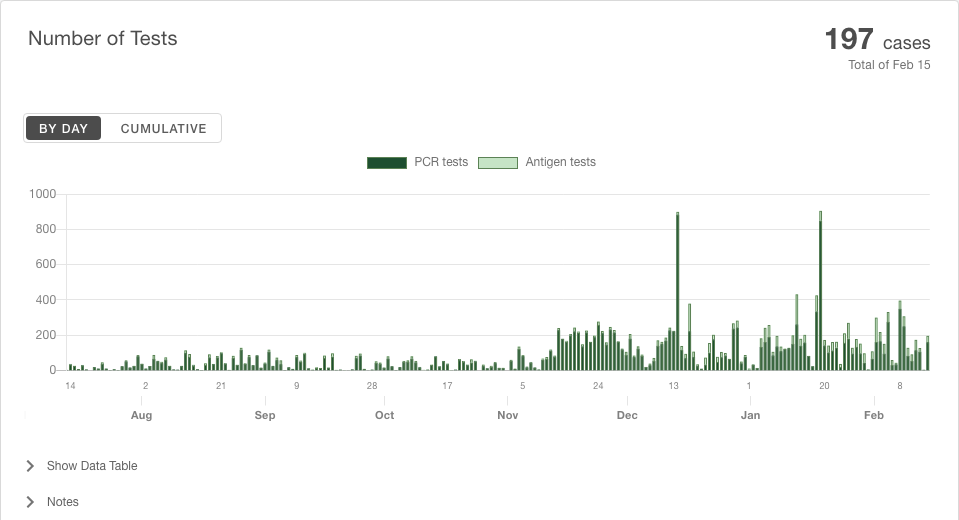 Number of Tests
197 cases
Total of Feb 15
BY DAY CUMULATIVE
PCR tests Antigen tests
1000
800
600
400
200
0
14 2 21 9 28 17 5 24 13 1 20 8
Aug Sep Oct Nov Dec Jan Feb
Show Data Table
Notes